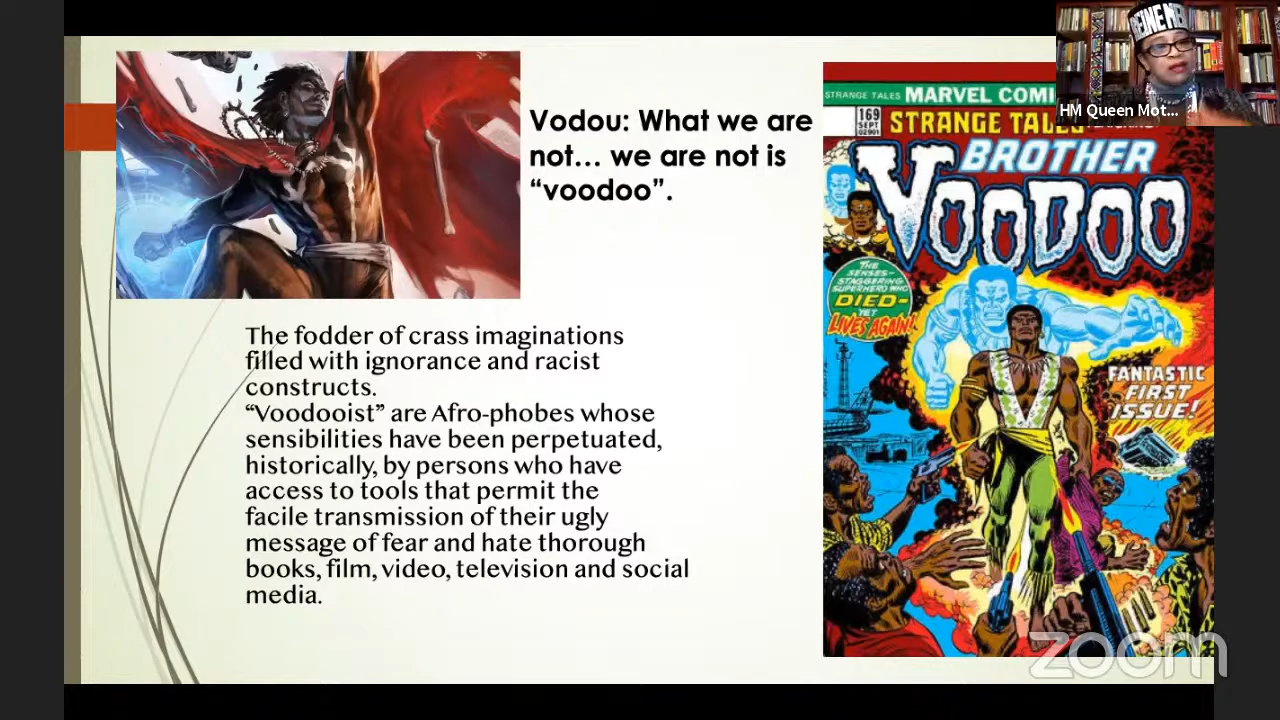 Vodou: What we are
not... we are not is
“voodoo”.
The fodder of crass imaginations
filled with ignorance and racist
constructs.
“Voodooist” are Afro-phobes whose
sensibilities have been perpetuated,
historically, by persons who have
access to tools that permit the
facile transmission of their ugly
message of fear and hate thorough
books, film, video, television and social
media.
STRANGE TALES MARVEL COMI
169
SEPT
02901
STRANGE TALES
BROTHER
VOODOO
THE
SENSES-
STAGGERING
SUPERHERO WHO
DIED-
YET
LIVES AGAIN!
FANTASTIC
FIRST
ISSUE!
HM Queen Mot...
zoom